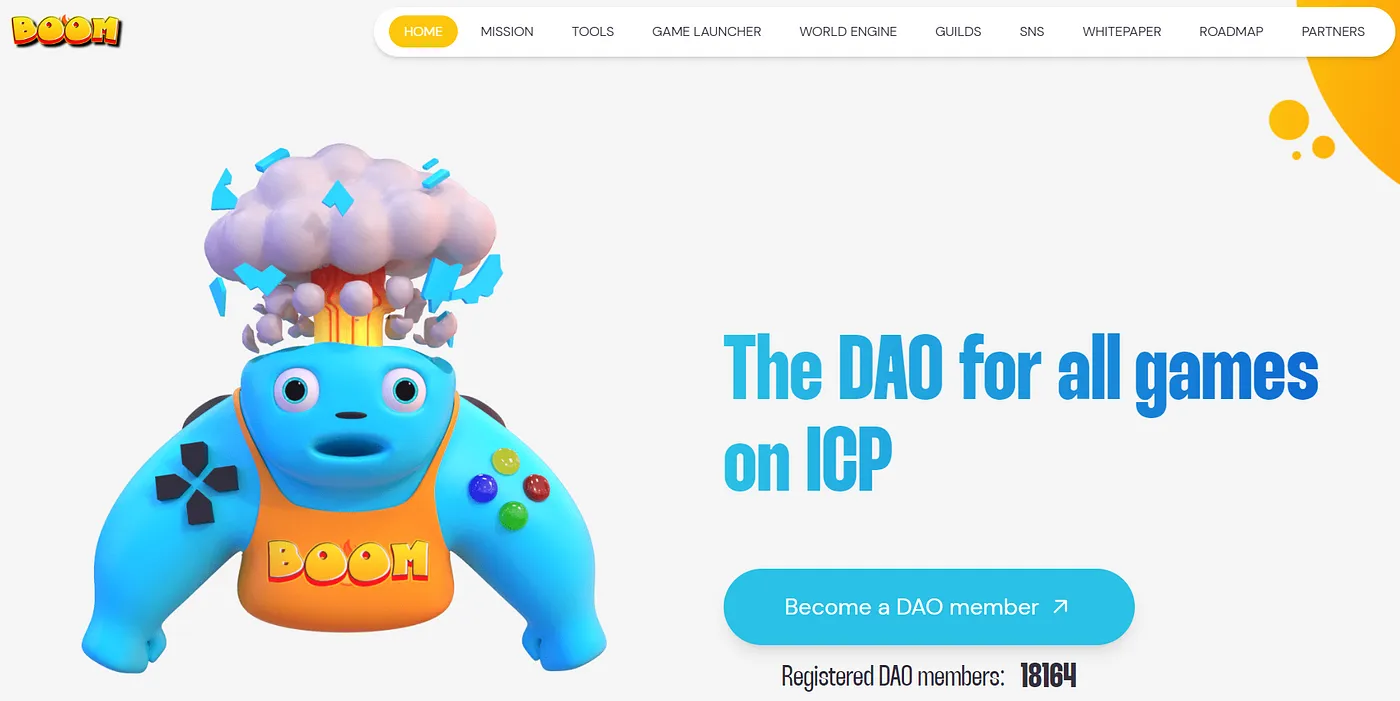 BOOM
HOME MISSION TOOLS GAME LAUNCHER WORLD ENGINE GUILDS SNS WHITEPAPER ROADMAP PARTNERS
The DAO for all games
on ICP
BOOM
Become a DAO member
Registered DAO members: 18164